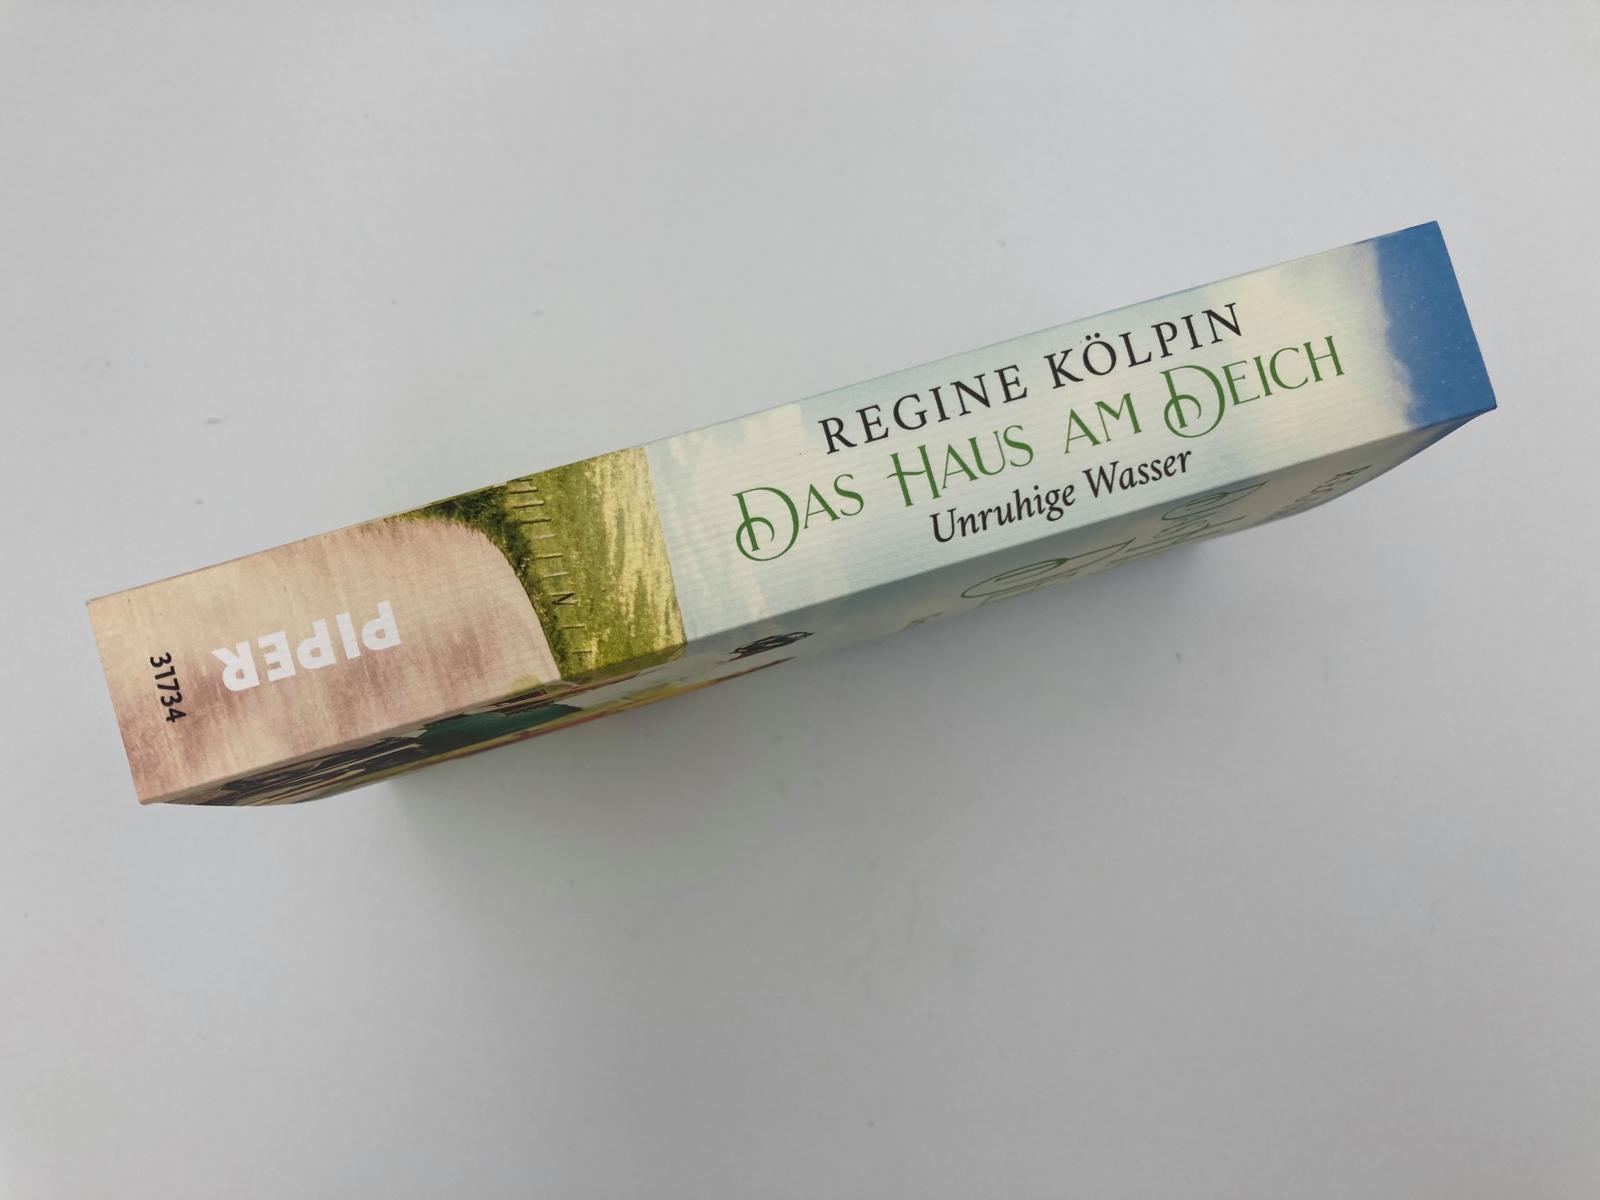 REGINE KÖLPIN
DAS HAUS AM DEICH
Unruhige Wasser
PIPER
31734